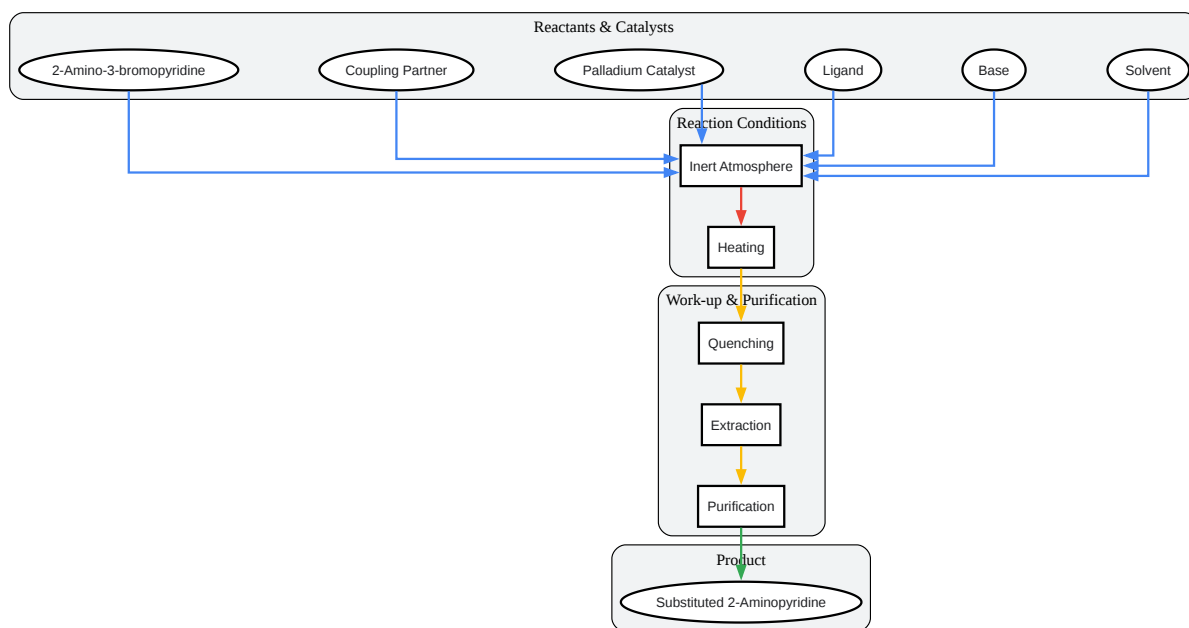 Reactants & Catalysts
2-Amino-3-bromopyridine
Coupling Partner
Palladium Catalyst
Ligand
Base
Solvent
Reaction Conditions
Inert Atmosphere
Heating
Work-up & Purification
Quenching
Extraction
Purification
Product
Substituted 2-Aminopyridine